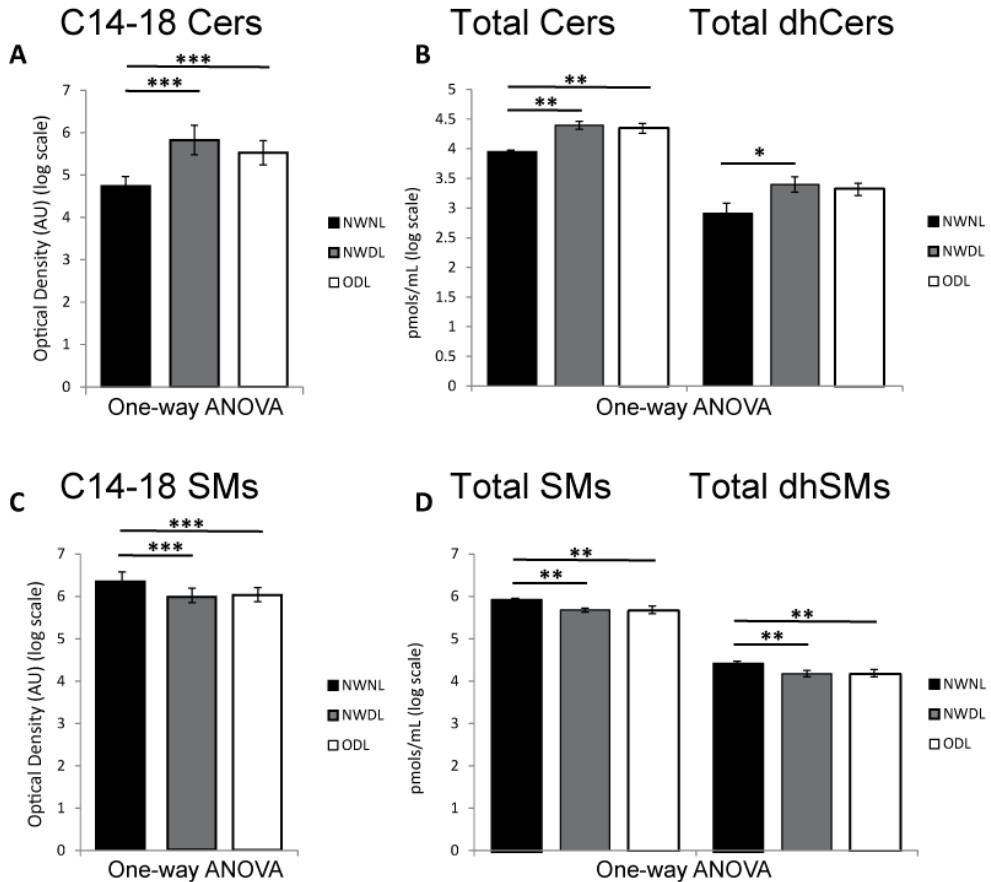 C14-18 Cers
Total Cers
Total dhCers
A
***
***
7
6
5
4
3
2
1
0
Optical Density (AU) (log scale)
NWNL
NWDL
ODL
One-way ANOVA
B
**
**
*
5
4.5
4
3.5
3
2.5
2
1.5
1
0.5
0
pmols/mL (log scale)
NWNL
NWDL
ODL
One-way ANOVA
C14-18 SMs
Total SMs
Total dhSMs
C
***
***
7
6
5
4
3
2
1
0
Optical Density (AU) (log scale)
NWNL
NWDL
ODL
One-way ANOVA
D
**
**
**
**
7
6
5
4
3
2
1
0
pmols/mL (log scale)
NWNL
NWDL
ODL
One-way ANOVA